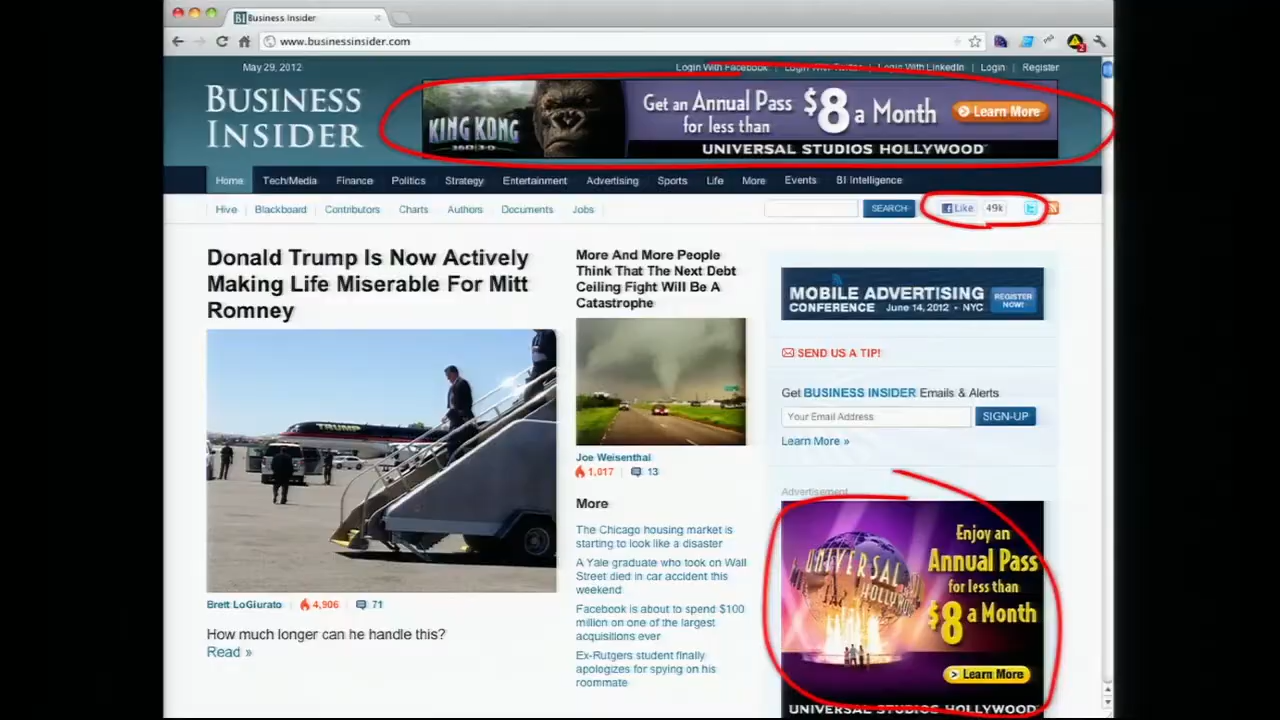 Business Insider
www.businessinsider.com
May 29, 2012
Login With Facebook Login With Twitter Login With LinkedIn Login Register
BUSINESS
INSIDER
KING KONG
360 3-D
Get an Annual Pass
for less than
$8 a Month
Learn More
UNIVERSAL STUDIOS HOLLYWOOD
Home Tech/Media Finance Politics Strategy Entertainment Advertising Sports Life More Events BI Intelligence
Hive Blackboard Contributors Charts Authors Documents Jobs
SEARCH
Like 49k
Donald Trump Is Now Actively
Making Life Miserable For Mitt
Romney
TRUMP
Brett LoGiurato 4,906 71
How much longer can he handle this?
Read »
More And More People
Think That The Next Debt
Ceiling Fight Will Be A
Catastrophe
Joe Weisenthal
1,017 13
More
The Chicago housing market is
starting to look like a disaster
A Yale graduate who took on Wall
Street died in car accident this
weekend
Facebook is about to spend $100
million on one of the largest
acquisitions ever
Ex-Rutgers student finally
apologizes for spying on his
roommate
MOBILE ADVERTISING
CONFERENCE June 14, 2012 • NYC
REGISTER
NOW!
SEND US A TIP!
Get BUSINESS INSIDER Emails & Alerts
Your Email Address SIGN-UP
Learn More »
Advertisement
UNIVERSAL
HOLLYWOOD
Enjoy an
Annual Pass
for less than
$8 a Month
Learn More
UNIVERSAL STUDIOS HOLLYWOOD